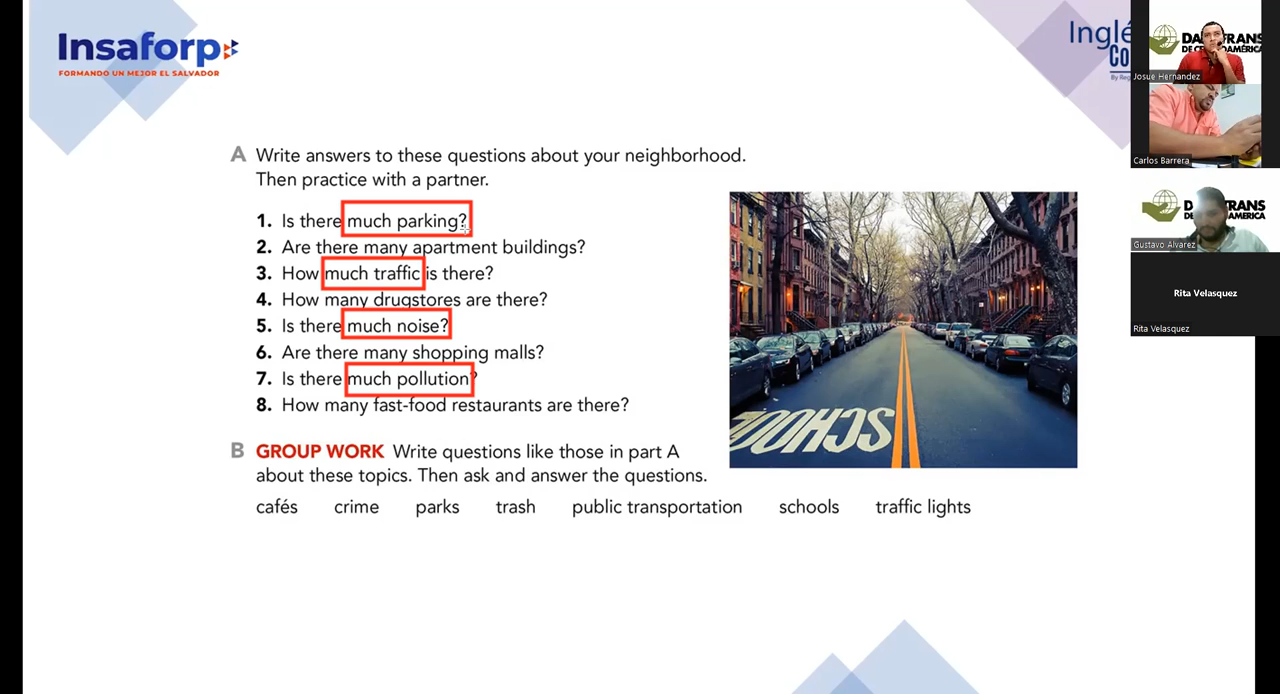 Insaforp
FORMANDO UN MEJOR EL SALVADOR
A Write answers to these questions about your neighborhood.
Then practice with a partner.
1. Is there much parking?
2. Are there many apartment buildings?
3. How much traffic is there?
4. How many drugstores are there?
5. Is there much noise?
6. Are there many shopping malls?
7. Is there much pollution?
8. How many fast-food restaurants are there?
SCHOOL
B GROUP WORK Write questions like those in part A
about these topics. Then ask and answer the questions.
cafés crime parks trash public transportation schools traffic lights
Josue Hernandez
Carlos Barrera
Gustavo Alvarez
Rita Velasquez
Rita Velasquez